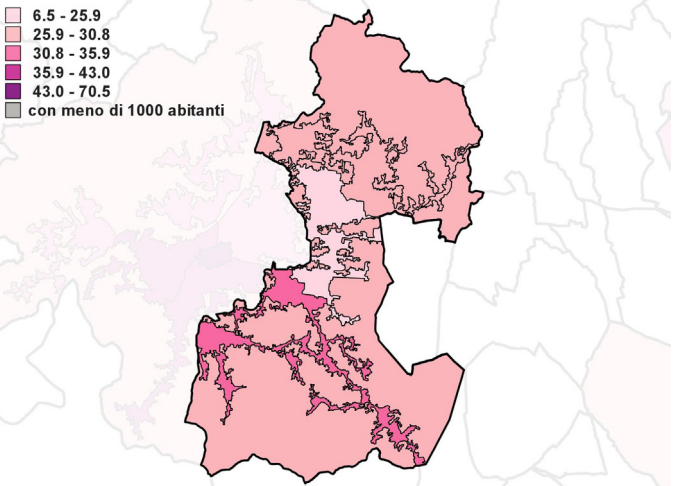 6.5 - 25.9
25.9 - 30.8
30.8 - 35.9
35.9 - 43.0
43.0 - 70.5
con meno di 1000 abitanti